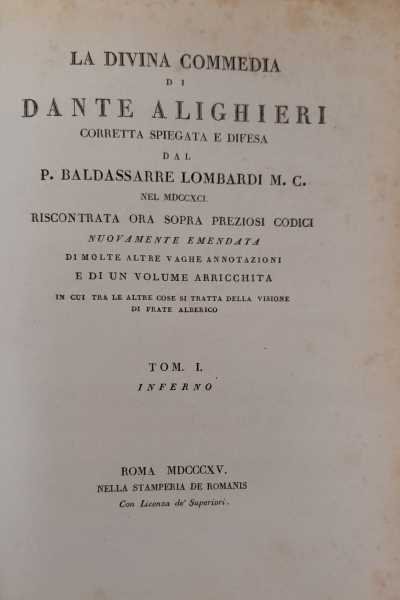 LA DIVINA COMMEDIA
DI
DANTE ALIGHIERI
CORRETTA SPIEGATA E DIFESA
DAL
P. BALDASSARRE LOMBARDI M. C.
NEL MDCCXCI.
RISCONTRATA ORA SOPRA PREZIOSI CODICI
NUOVAMENTE EMENDATA
DI MOLTE ALTRE VAGHE ANNOTAZIONI
E DI UN VOLUME ARRICCHITA
IN CUI TRA LE ALTRE COSE SI TRATTA DELLA VISIONE
DI FRATE ALBERICO
TOM. I.
INFERNO
ROMA MDCCCXV.
NELLA STAMPERIA DE ROMANIS
Con Licenza de' Superiori.